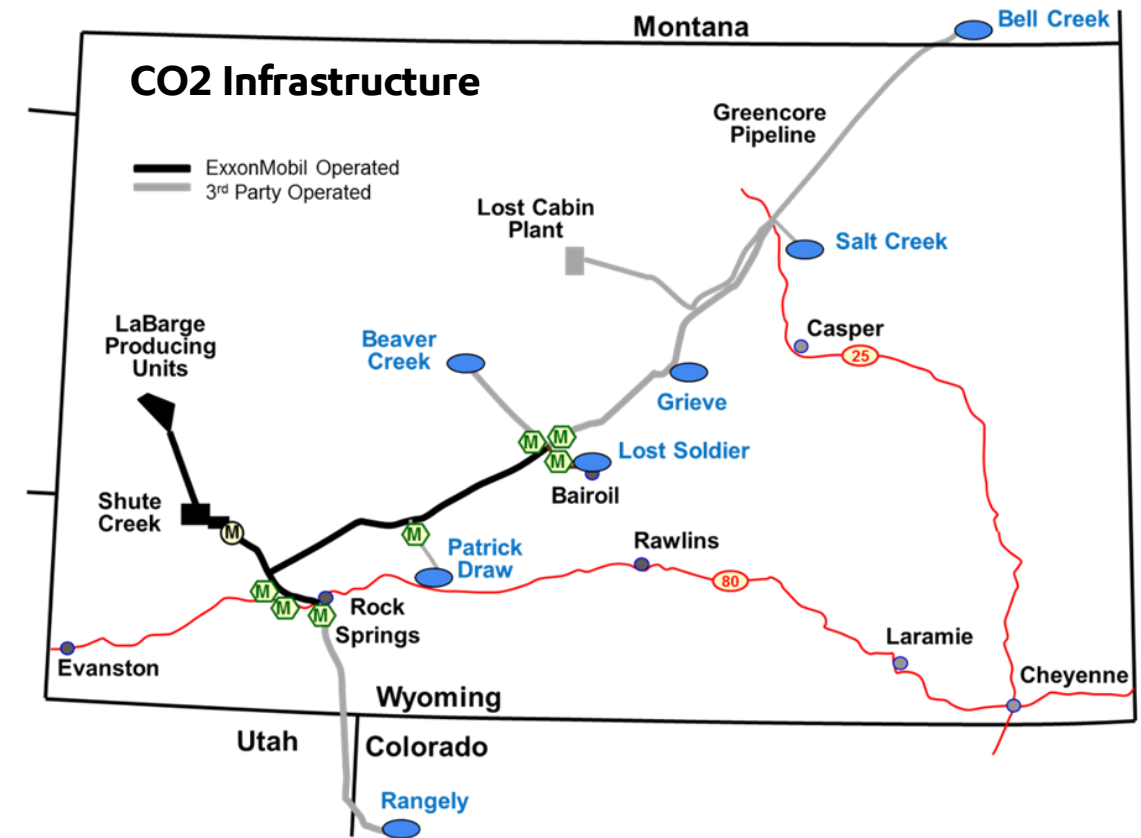 Montana
Bell Creek
CO2 Infrastructure
Greencore
Pipeline
ExxonMobil Operated
3rd Party Operated
Lost Cabin
Plant
Salt Creek
LaBarge
Producing
Units
Beaver
Creek
Casper
25
Grieve
M
M
M
Lost Soldier
Bairoil
Shute
Creek
M
M
Patrick
Draw
Rawlins
80
M
M
M
Rock
Springs
Evanston
Laramie
Cheyenne
Wyoming
Utah
Colorado
Rangely